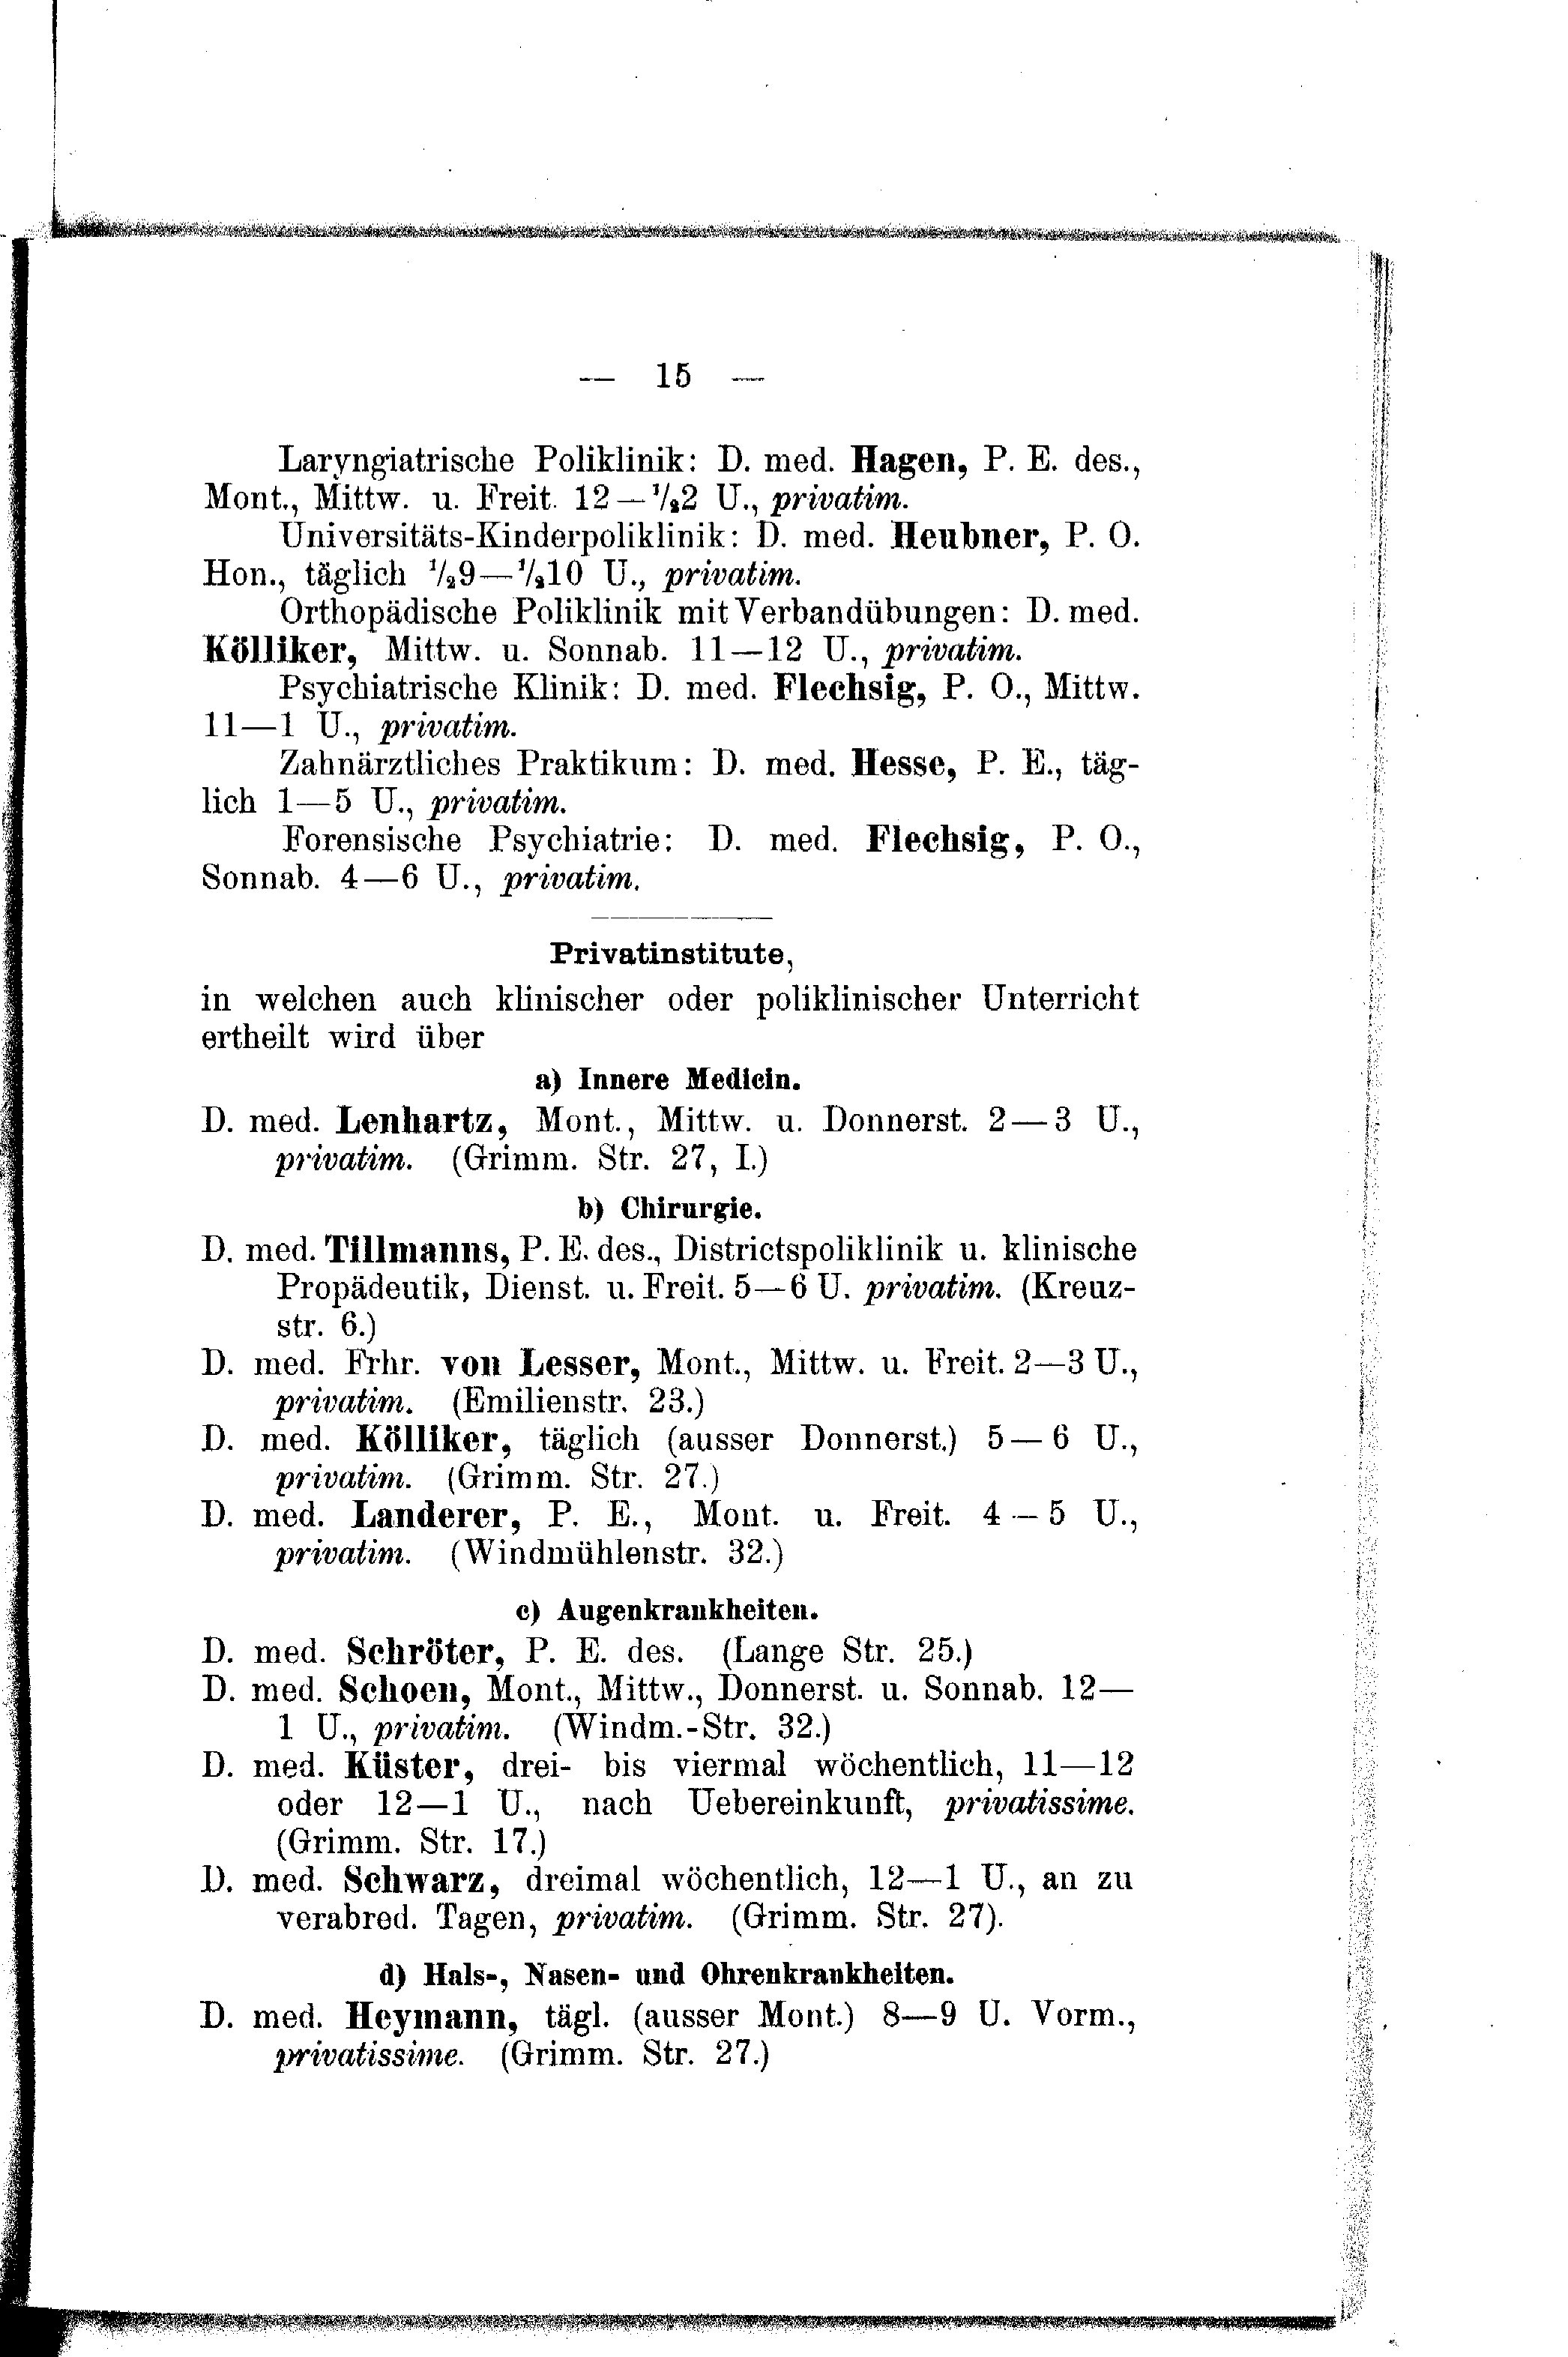 — 15 —
Laryngiatrische Poliklinik: D. med. Hagen, P. E. des.,
Mont., Mittw. u. Freit. 12 — 1/2 2 U., privatim.
Universitäts-Kinderpoliklinik: D. med. Heubner, P. O.
Hon., täglich 1/2 9—1/2 10 U., privatim.
Orthopädische Poliklinik mit Verbandübungen: D. med.
Kölliker, Mittw. u. Sonnab. 11—12 U., privatim.
Psychiatrische Klinik: D. med. Flechsig, P. O., Mittw.
11—1 U., privatim.
Zahnärztliches Praktikum: D. med. Hesse, P. E., täg-
lich 1—5 U., privatim.
Forensische Psychiatrie: D. med. Flechsig, P. O.,
Sonnab. 4—6 U., privatim.
Privatinstitute,
in welchen auch klinischer oder poliklinischer Unterricht
ertheilt wird über
a) Innere Medicin.
D. med. Lenhartz, Mont., Mittw. u. Donnerst. 2—3 U.,
privatim. (Grimm. Str. 27, I.)
b) Chirurgie.
D. med. Tillmanns, P. E. des., Districtspoliklinik u. klinische
Propädeutik, Dienst. u. Freit. 5—6 U. privatim. (Kreuz-
str. 6.)
D. med. Frhr. von Lesser, Mont., Mittw. u. Freit. 2—3 U.,
privatim. (Emilienstr. 23.)
D. med. Kölliker, täglich (ausser Donnerst.) 5—6 U.,
privatim. (Grimm. Str. 27.)
D. med. Landerer, P. E., Mont. u. Freit. 4—5 U.,
privatim. (Windmühlenstr. 32.)
c) Augenkrankheiten.
D. med. Schröter, P. E. des. (Lange Str. 25.)
D. med. Schoen, Mont., Mittw., Donnerst. u. Sonnab. 12—
1 U., privatim. (Windm.-Str. 32.)
D. med. Küster, drei- bis viermal wöchentlich, 11—12
oder 12—1 U., nach Uebereinkunft, privatissime.
(Grimm. Str. 17.)
D. med. Schwarz, dreimal wöchentlich, 12—1 U., an zu
verabred. Tagen, privatim. (Grimm. Str. 27).
d) Hals-, Nasen- und Ohrenkrankheiten.
D. med. Heymann, tägl. (ausser Mont.) 8—9 U. Vorm.,
privatissime. (Grimm. Str. 27.)